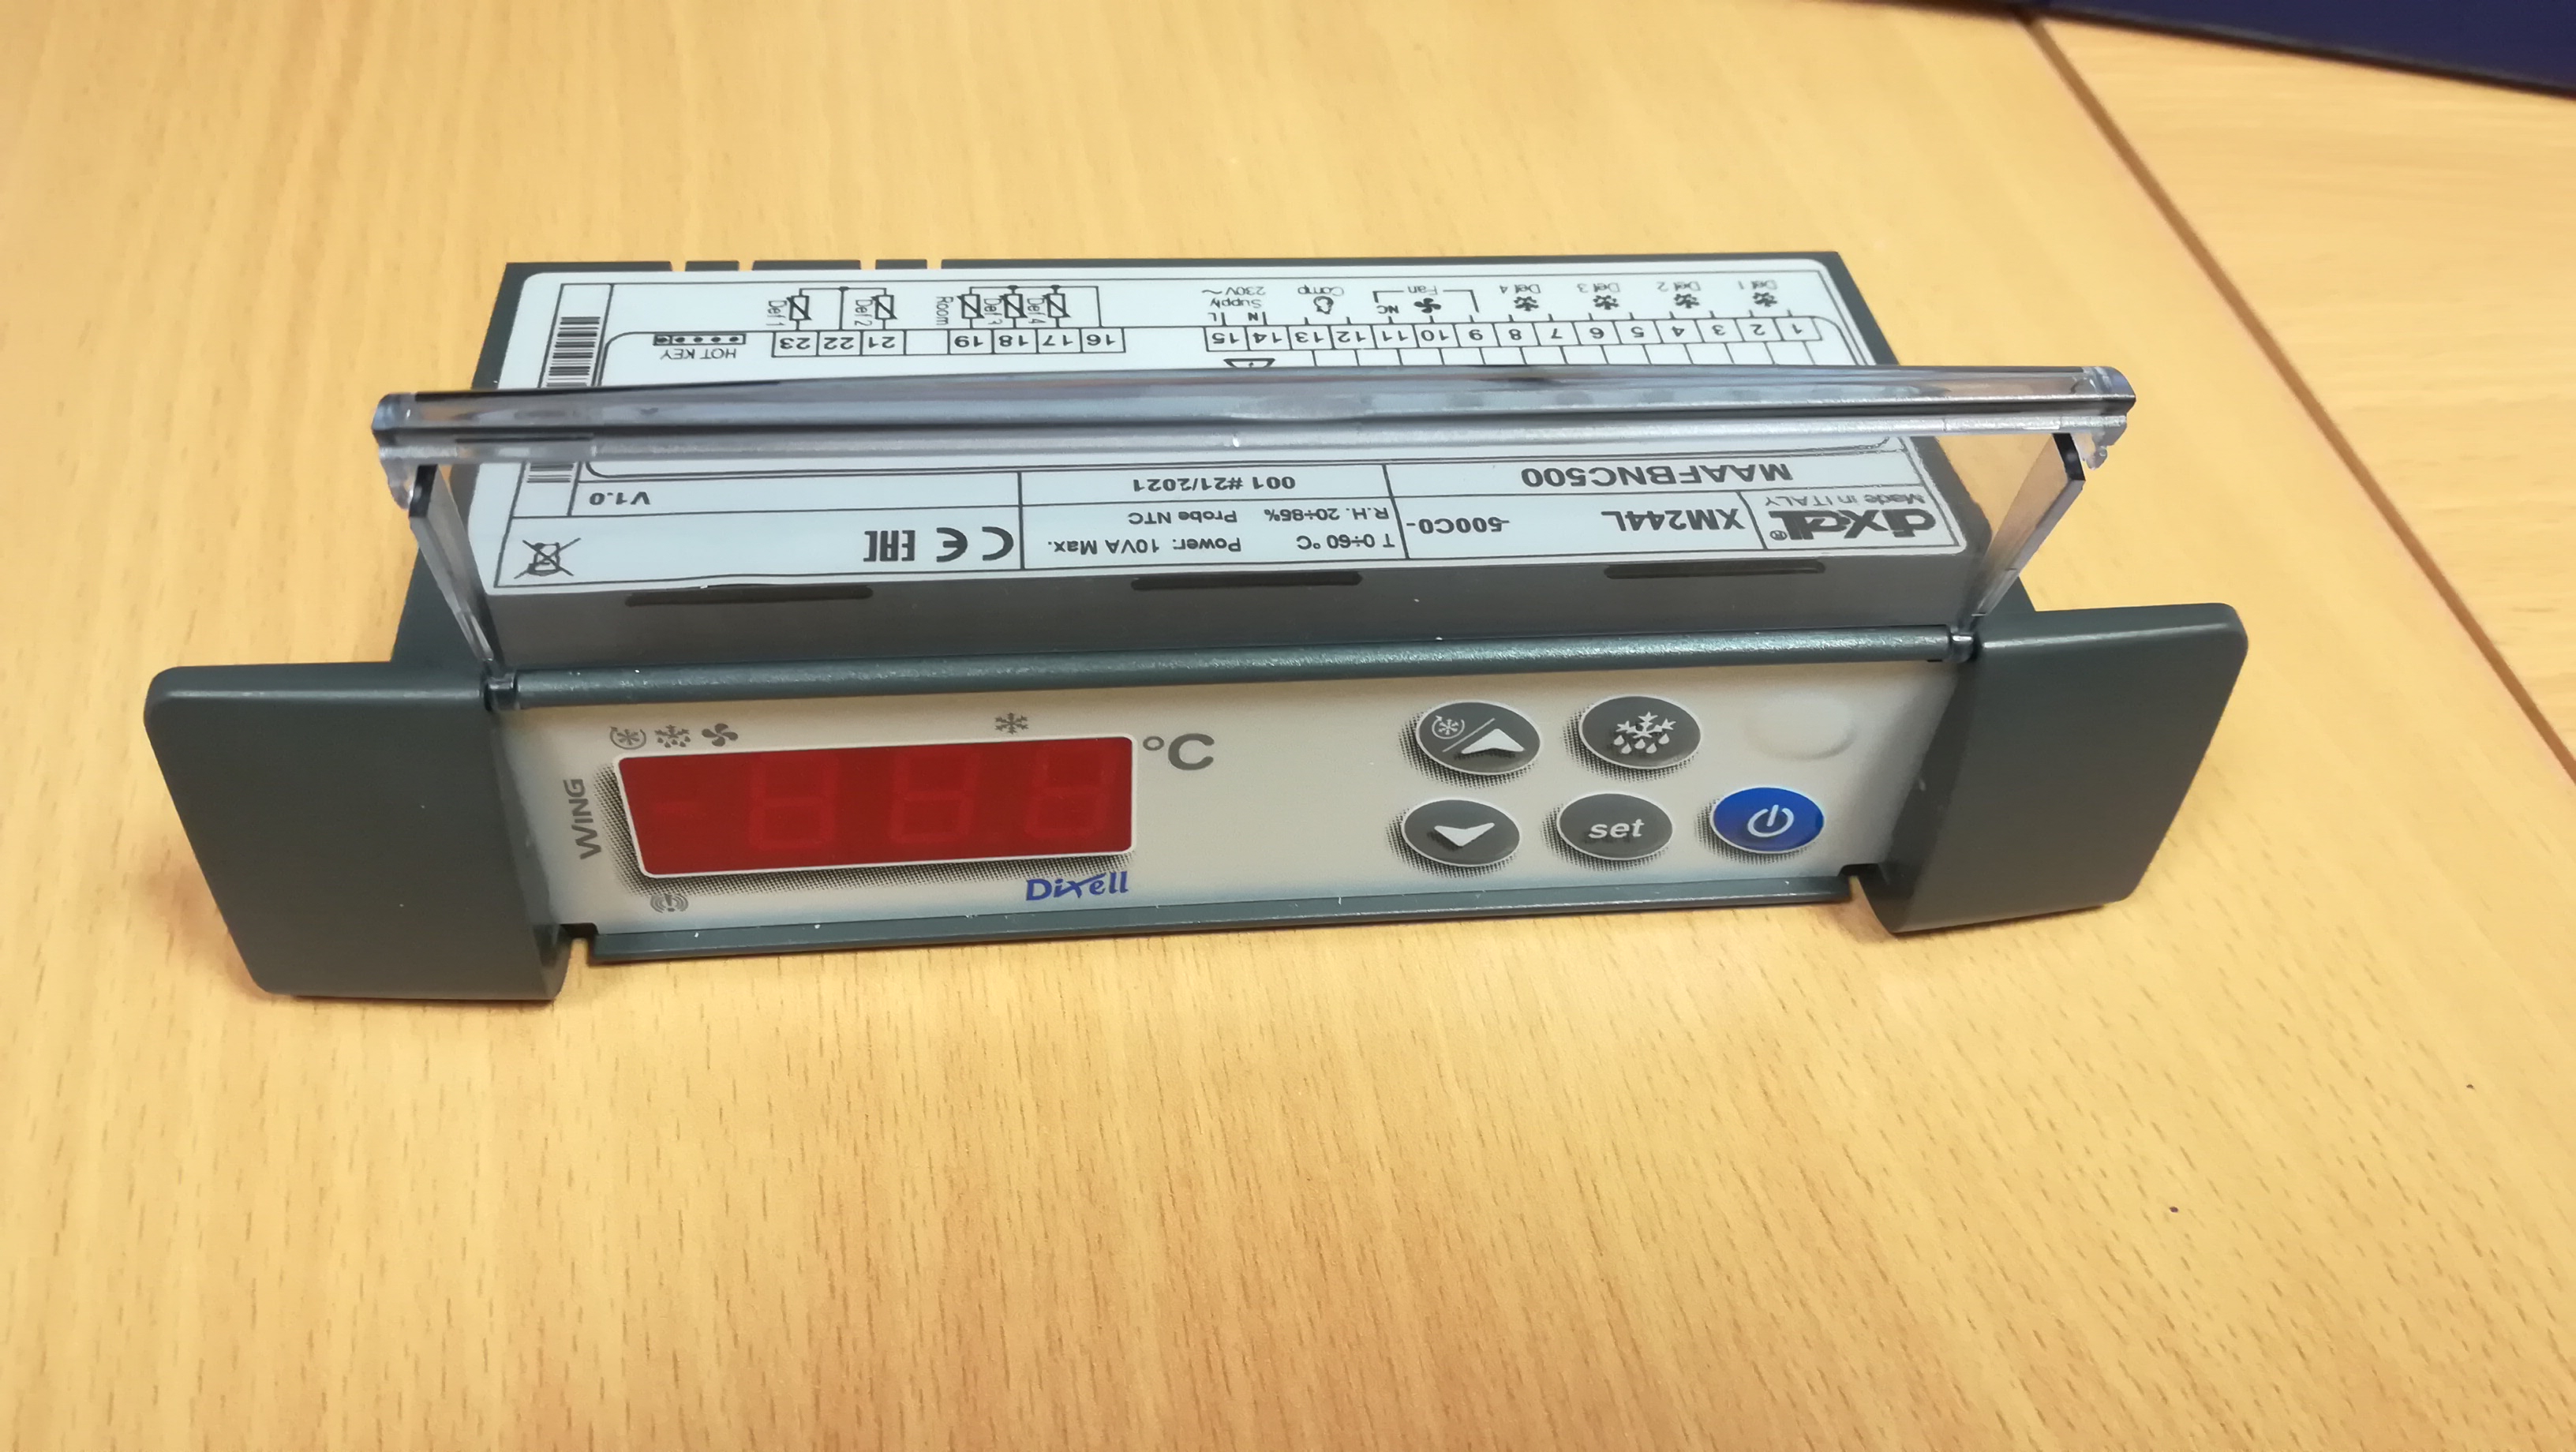 WING
°C
set
Dixell
dixell®
Made in ITALY
XM244L
-500C0-
T 0÷60 °C
Power: 10VA Max.
R.H. 20÷85%
Probe NTC
CE EAC
MAAFBNC500
001 #21/2021
V1.0
1 2 3 4 5 6 7 8 9 10 11 12 13 14 15
16 17 18 19 21 22 23
HOT KEY
Def 1
Def 2
Def 3
Def 4
Fan
NC
Comp
N L
Supply
230V~
Def 4
Def 3
Room
Def 2
Def 1